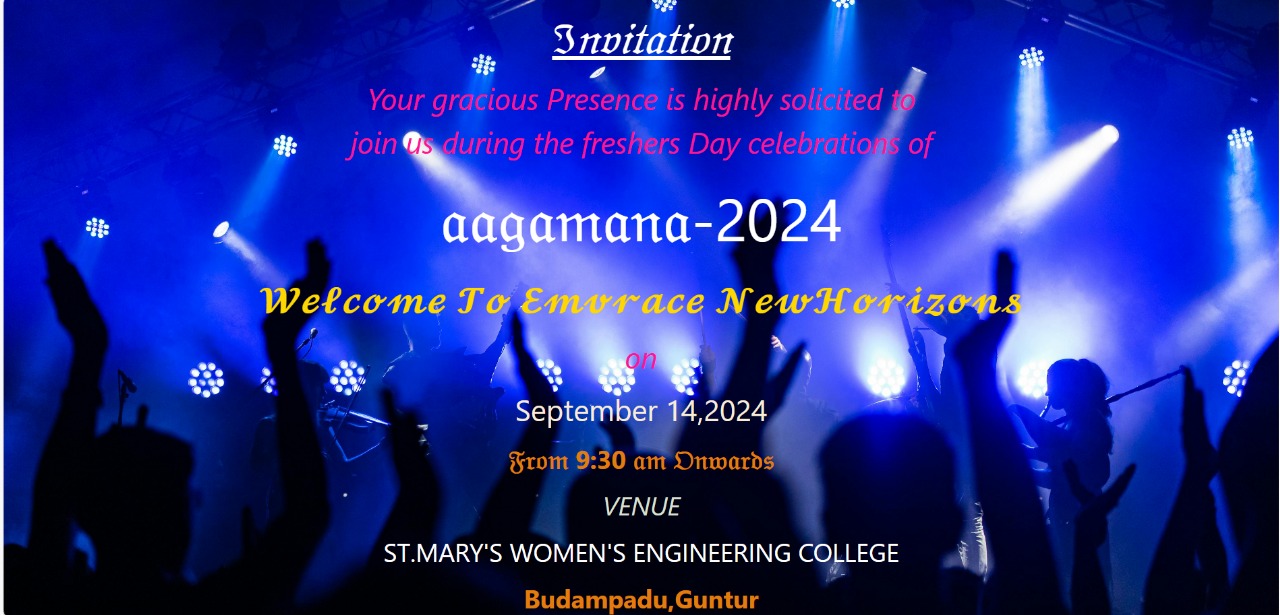 Invitation
Your gracious Presence is highly solicited to
join us during the freshers Day celebrations of
aagamana-2024
Welcome To Emvrace NewHorizons
on
September 14,2024
From 9:30 am Onwards
VENUE
ST.MARY'S WOMEN'S ENGINEERING COLLEGE
Budampadu,Guntur